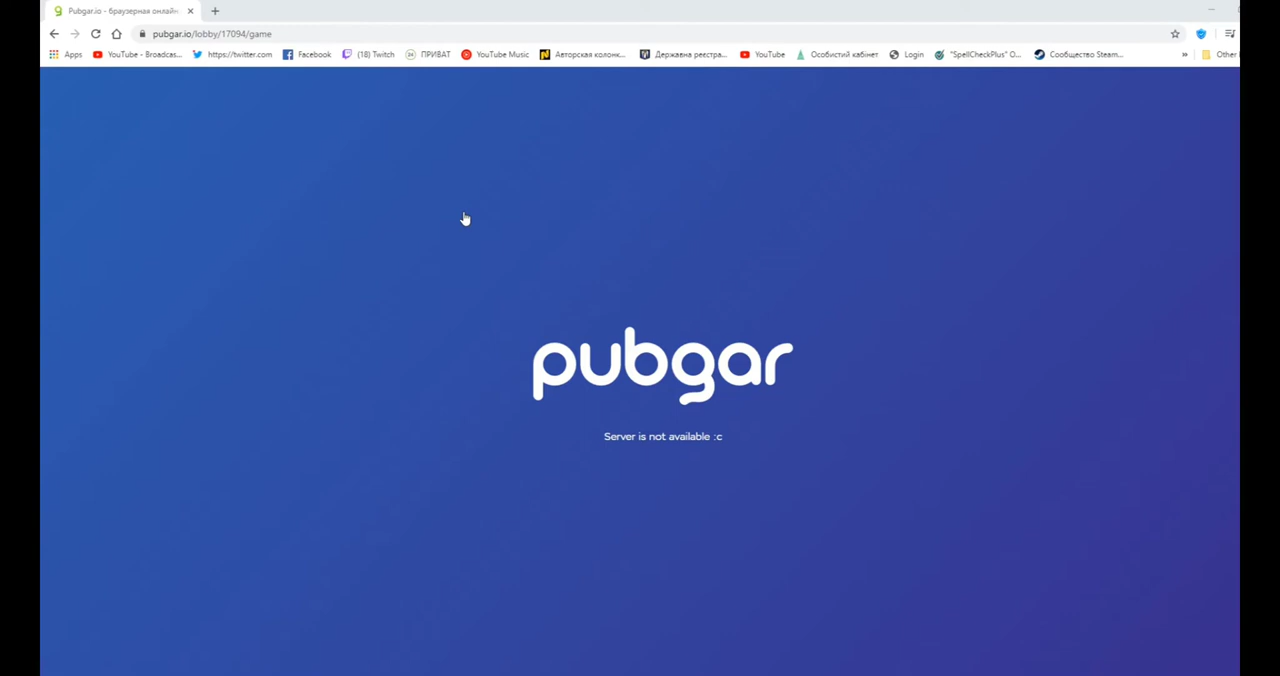 Pubgar.io - браузерная онлайн
pubgar.io/lobby/17094/game
Apps YouTube - Broadcas... https://twitter.com Facebook (18) Twitch ПРИВАТ YouTube Music Авторская колонк... Державна реєстра... YouTube Особистий кабінет Login "SpellCheckPlus" O... Сообщество Steam... » Other
pubgar
Server is not available :c